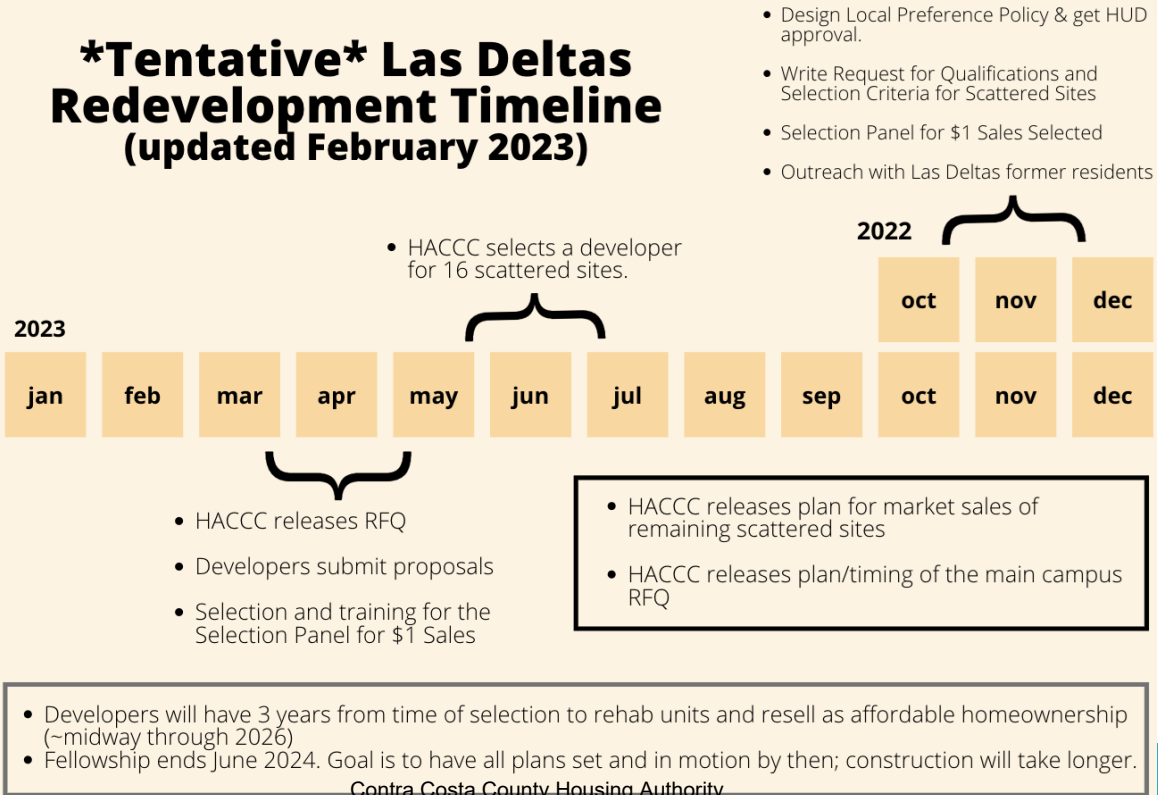 *Tentative* Las Deltas
Redevelopment Timeline
(updated February 2023)
• Design Local Preference Policy & get HUD
approval.
• Write Request for Qualifications and
Selection Criteria for Scattered Sites
• Selection Panel for $1 Sales Selected
• Outreach with Las Deltas former residents
2022
oct nov dec
• HACCC selects a developer
for 16 scattered sites.
2023
jan feb mar apr may jun jul aug sep oct nov dec
• HACCC releases RFQ
• Developers submit proposals
• Selection and training for the
Selection Panel for $1 Sales
• HACCC releases plan for market sales of
remaining scattered sites
• HACCC releases plan/timing of the main campus
RFQ
• Developers will have 3 years from time of selection to rehab units and resell as affordable homeownership
(~midway through 2026)
• Fellowship ends June 2024. Goal is to have all plans set and in motion by then; construction will take longer.
Contra Costa County Housing Authority